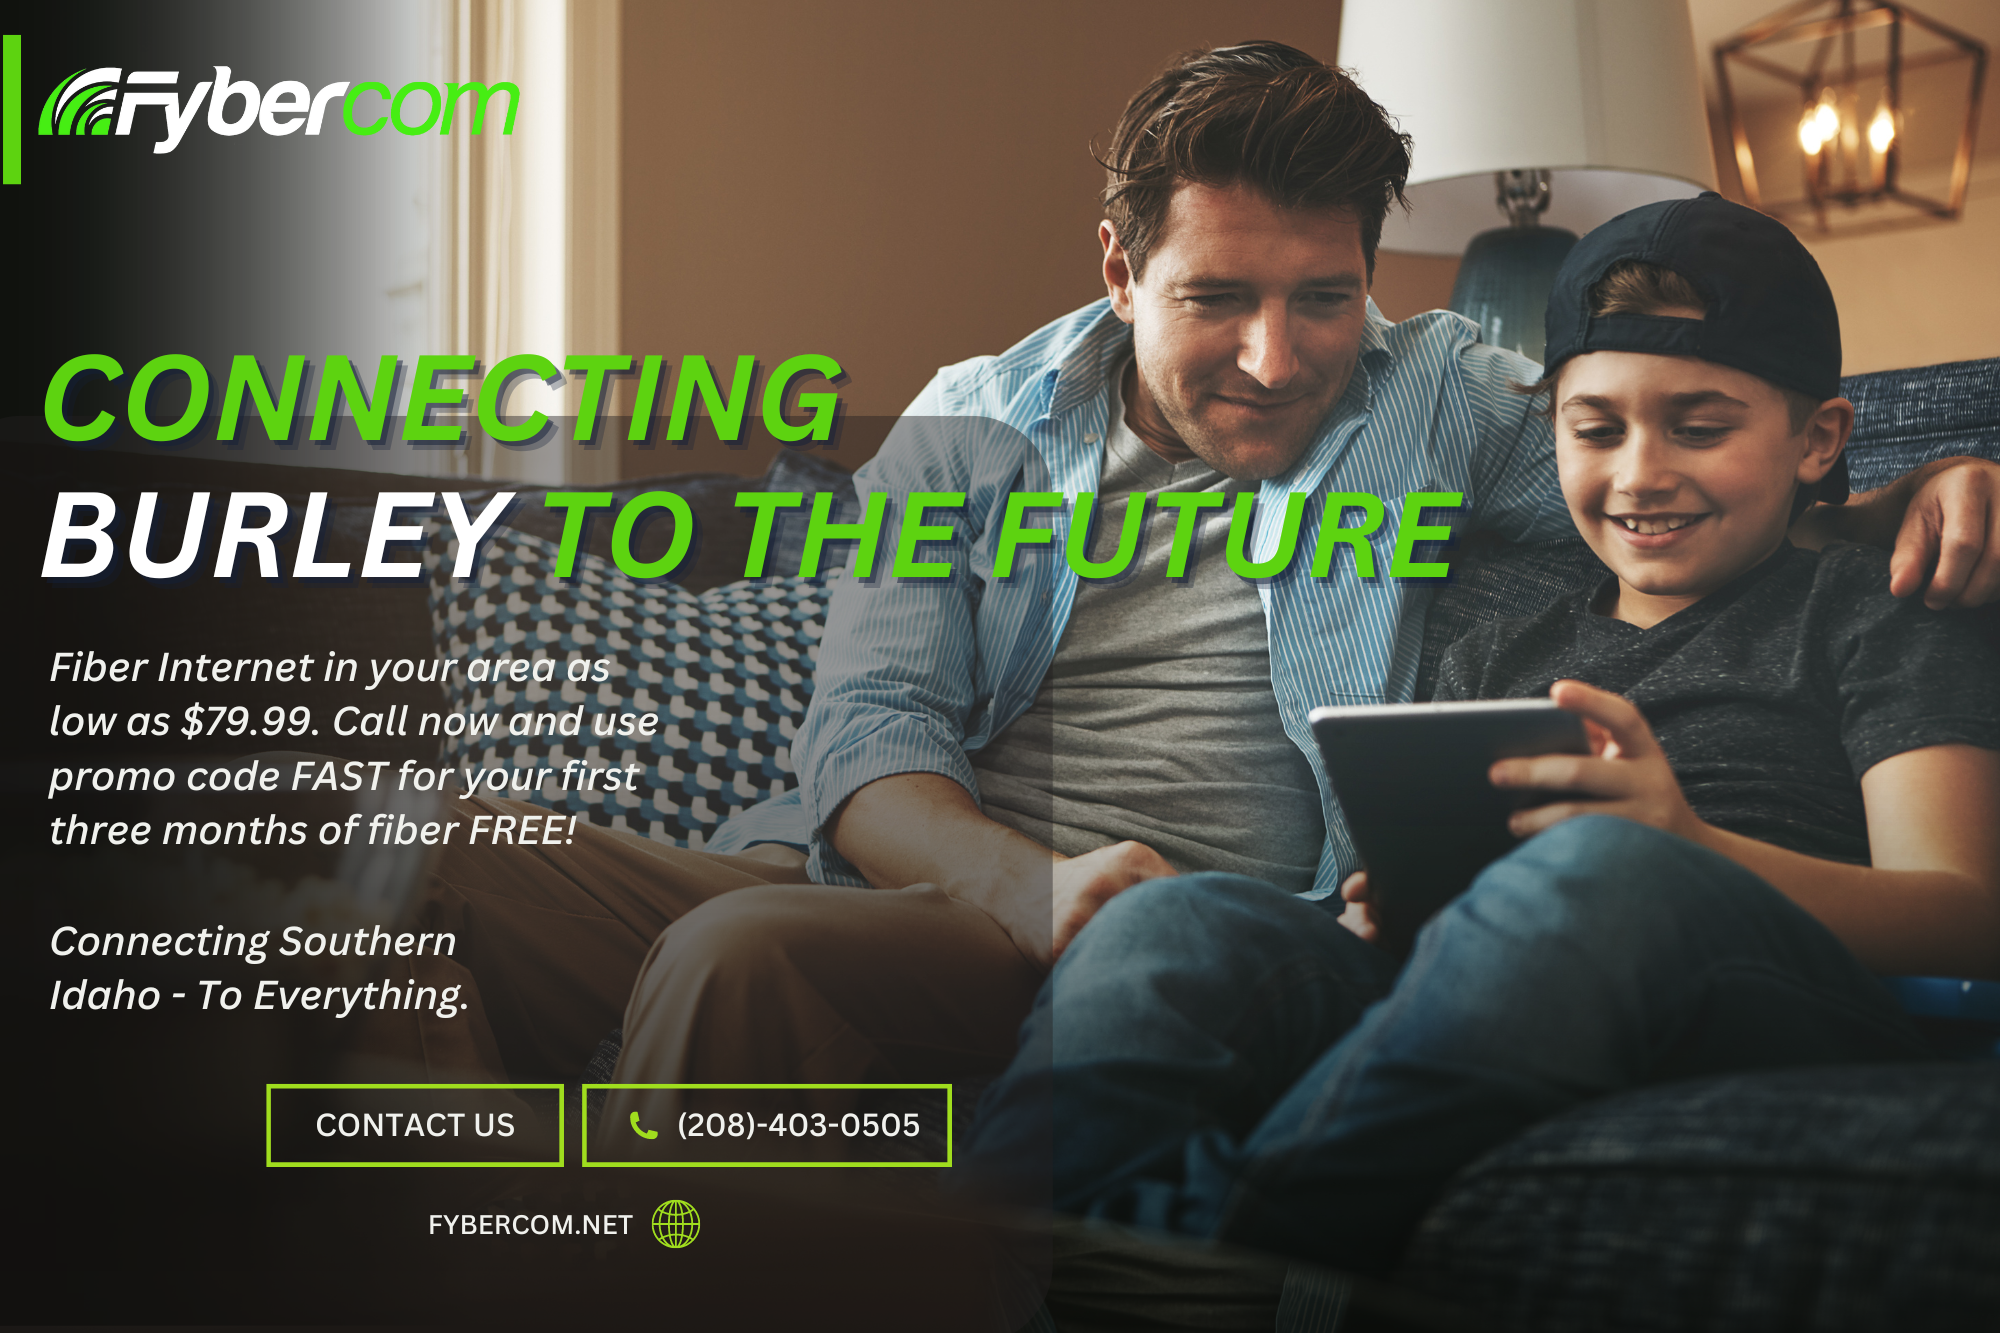 Fybercom
CONNECTING
BURLEY TO THE FUTURE
Fiber Internet in your area as
low as $79.99. Call now and use
promo code FAST for your first
three months of fiber FREE!
Connecting Southern
Idaho - To Everything.
CONTACT US
(208)-403-0505
FYBERCOM.NET